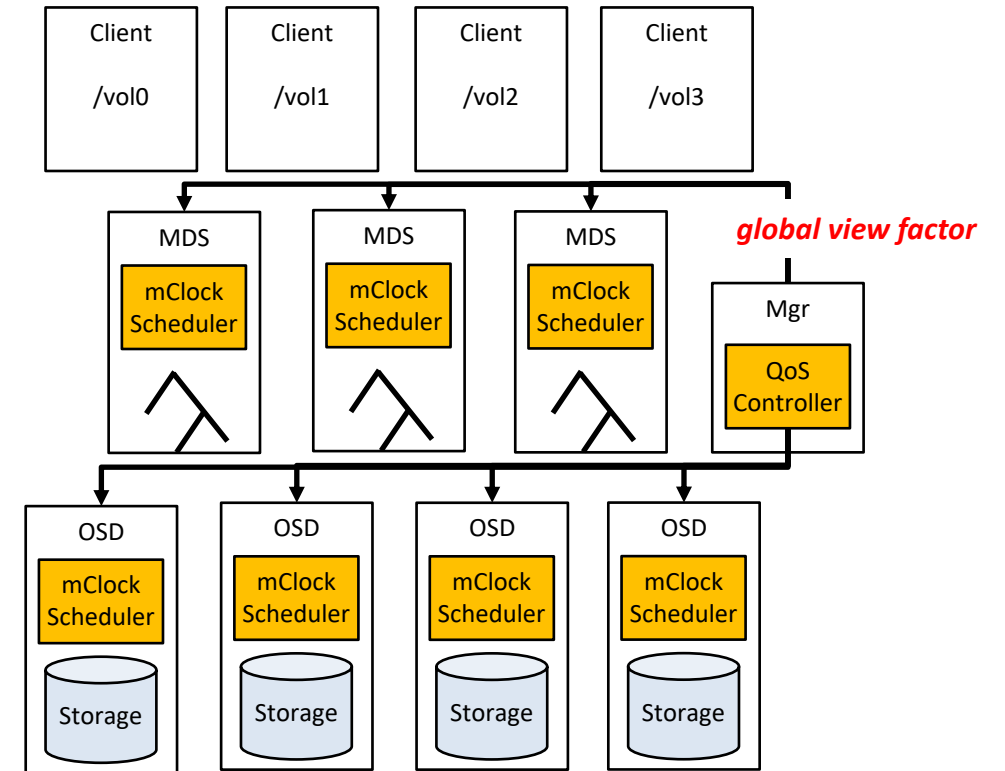 Client
/vol0
Client
/vol1
Client
/vol2
Client
/vol3
global view factor
MDS
mClock
Scheduler
MDS
mClock
Scheduler
MDS
mClock
Scheduler
Mgr
QoS
Controller
OSD
mClock
Scheduler
Storage
OSD
mClock
Scheduler
Storage
OSD
mClock
Scheduler
Storage
OSD
mClock
Scheduler
Storage